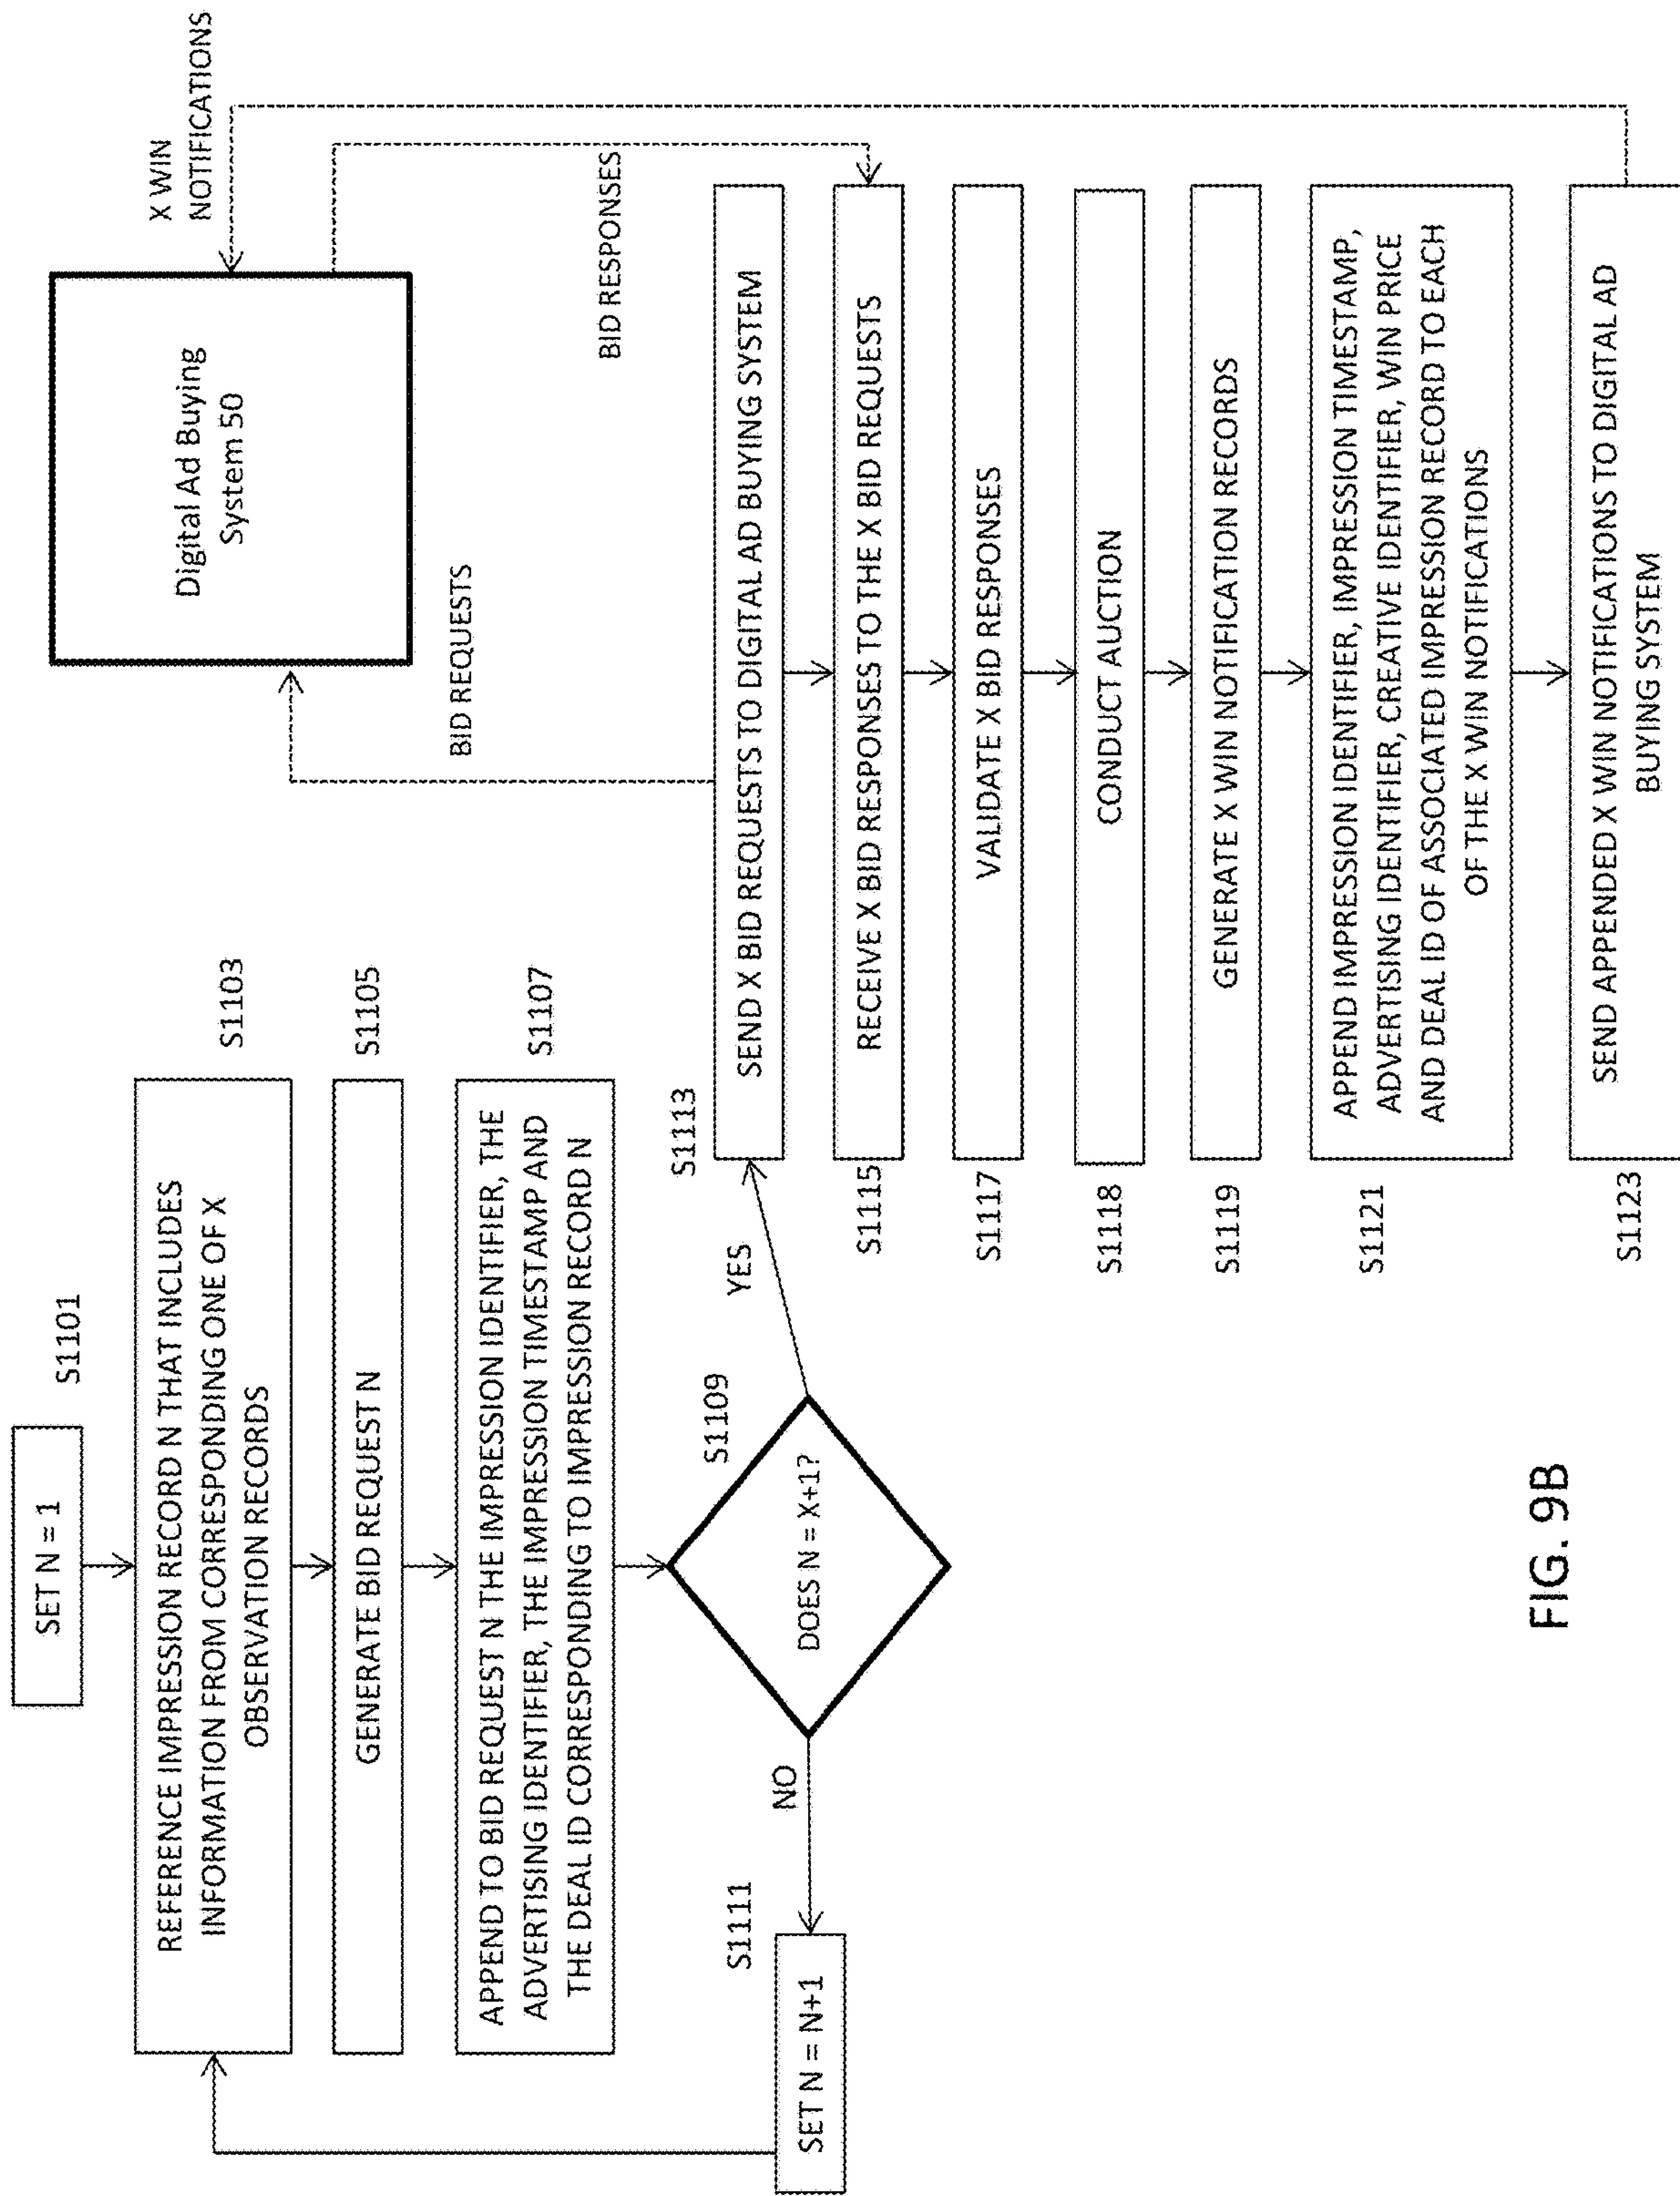 SET N = 1
S1101
REFERENCE IMPRESSION RECORD N THAT INCLUDES
INFORMATION FROM CORRESPONDING ONE OF X
OBSERVATION RECORDS
S1103
GENERATE BID REQUEST N
S1105
APPEND TO BID REQUEST N THE IMPRESSION IDENTIFIER, THE
ADVERTISING IDENTIFIER, THE IMPRESSION TIMESTAMP AND
THE DEAL ID CORRESPONDING TO IMPRESSION RECORD N
S1107
DOES N = X+1?
S1109
NO
SET N = N+1
S1111
YES
S1113
SEND X BID REQUESTS TO DIGITAL AD BUYING SYSTEM
BID REQUESTS
Digital Ad Buying
System 50
BID RESPONSES
X WIN
NOTIFICATIONS
S1115
RECEIVE X BID RESPONSES TO THE X BID REQUESTS
S1117
VALIDATE X BID RESPONSES
S1118
CONDUCT AUCTION
S1119
GENERATE X WIN NOTIFICATION RECORDS
S1121
APPEND IMPRESSION IDENTIFIER, IMPRESSION TIMESTAMP,
ADVERTISING IDENTIFIER, CREATIVE IDENTIFIER, WIN PRICE
AND DEAL ID OF ASSOCIATED IMPRESSION RECORD TO EACH
OF THE X WIN NOTIFICATIONS
S1123
SEND APPENDED X WIN NOTIFICATIONS TO DIGITAL AD
BUYING SYSTEM
FIG. 9B